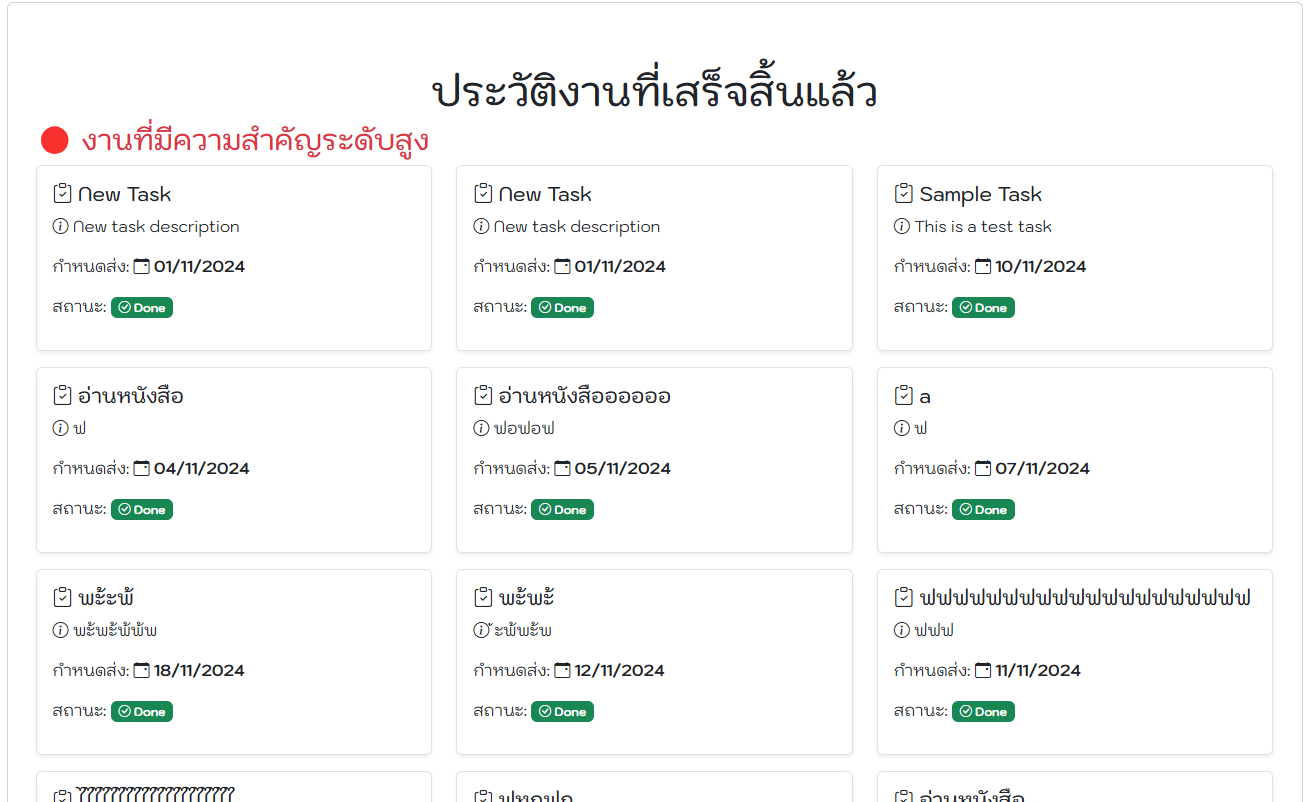 ประวัติงานที่เสร็จสิ้นแล้ว
งานที่มีความสำคัญระดับสูง
New Task
New task description
กำหนดส่ง: 01/11/2024
สถานะ: Done
New Task
New task description
กำหนดส่ง: 01/11/2024
สถานะ: Done
Sample Task
This is a test task
กำหนดส่ง: 10/11/2024
สถานะ: Done
อ่านหนังสือ
ฟ
กำหนดส่ง: 04/11/2024
สถานะ: Done
อ่านหนังสืออออออ
ฟอฟอฟ
กำหนดส่ง: 05/11/2024
สถานะ: Done
a
ฟ
กำหนดส่ง: 07/11/2024
สถานะ: Done
พะ้ะพ้
พะ้พะ้พ้พ้พ
กำหนดส่ง: 18/11/2024
สถานะ: Done
พะ้พะ้
้ะพ้พะ้พ
กำหนดส่ง: 12/11/2024
สถานะ: Done
ฟฟฟฟฟฟฟฟฟฟฟฟฟฟฟฟฟฟฟฟ
ฟฟฟ
กำหนดส่ง: 11/11/2024
สถานะ: Done
อ่านหนังสือ